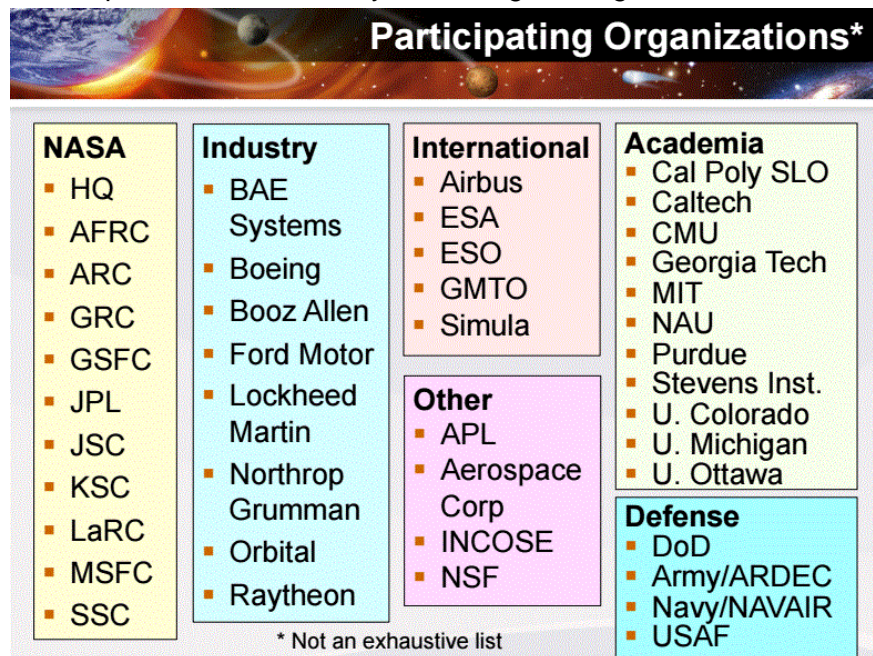 Participating Organizations*
NASA
▪ HQ
▪ AFRC
▪ ARC
▪ GRC
▪ GSFC
▪ JPL
▪ JSC
▪ KSC
▪ LaRC
▪ MSFC
▪ SSC
Industry
▪ BAE
Systems
▪ Boeing
▪ Booz Allen
▪ Ford Motor
▪ Lockheed
Martin
▪ Northrop
Grumman
▪ Orbital
▪ Raytheon
International
▪ Airbus
▪ ESA
▪ ESO
▪ GMTO
▪ Simula
Other
▪ APL
▪ Aerospace
Corp
▪ INCOSE
▪ NSF
Academia
▪ Cal Poly SLO
▪ Caltech
▪ CMU
▪ Georgia Tech
▪ MIT
▪ NAU
▪ Purdue
▪ Stevens Inst.
▪ U. Colorado
▪ U. Michigan
▪ U. Ottawa
Defense
▪ DoD
▪ Army/ARDEC
▪ Navy/NAVAIR
▪ USAF
* Not an exhaustive list